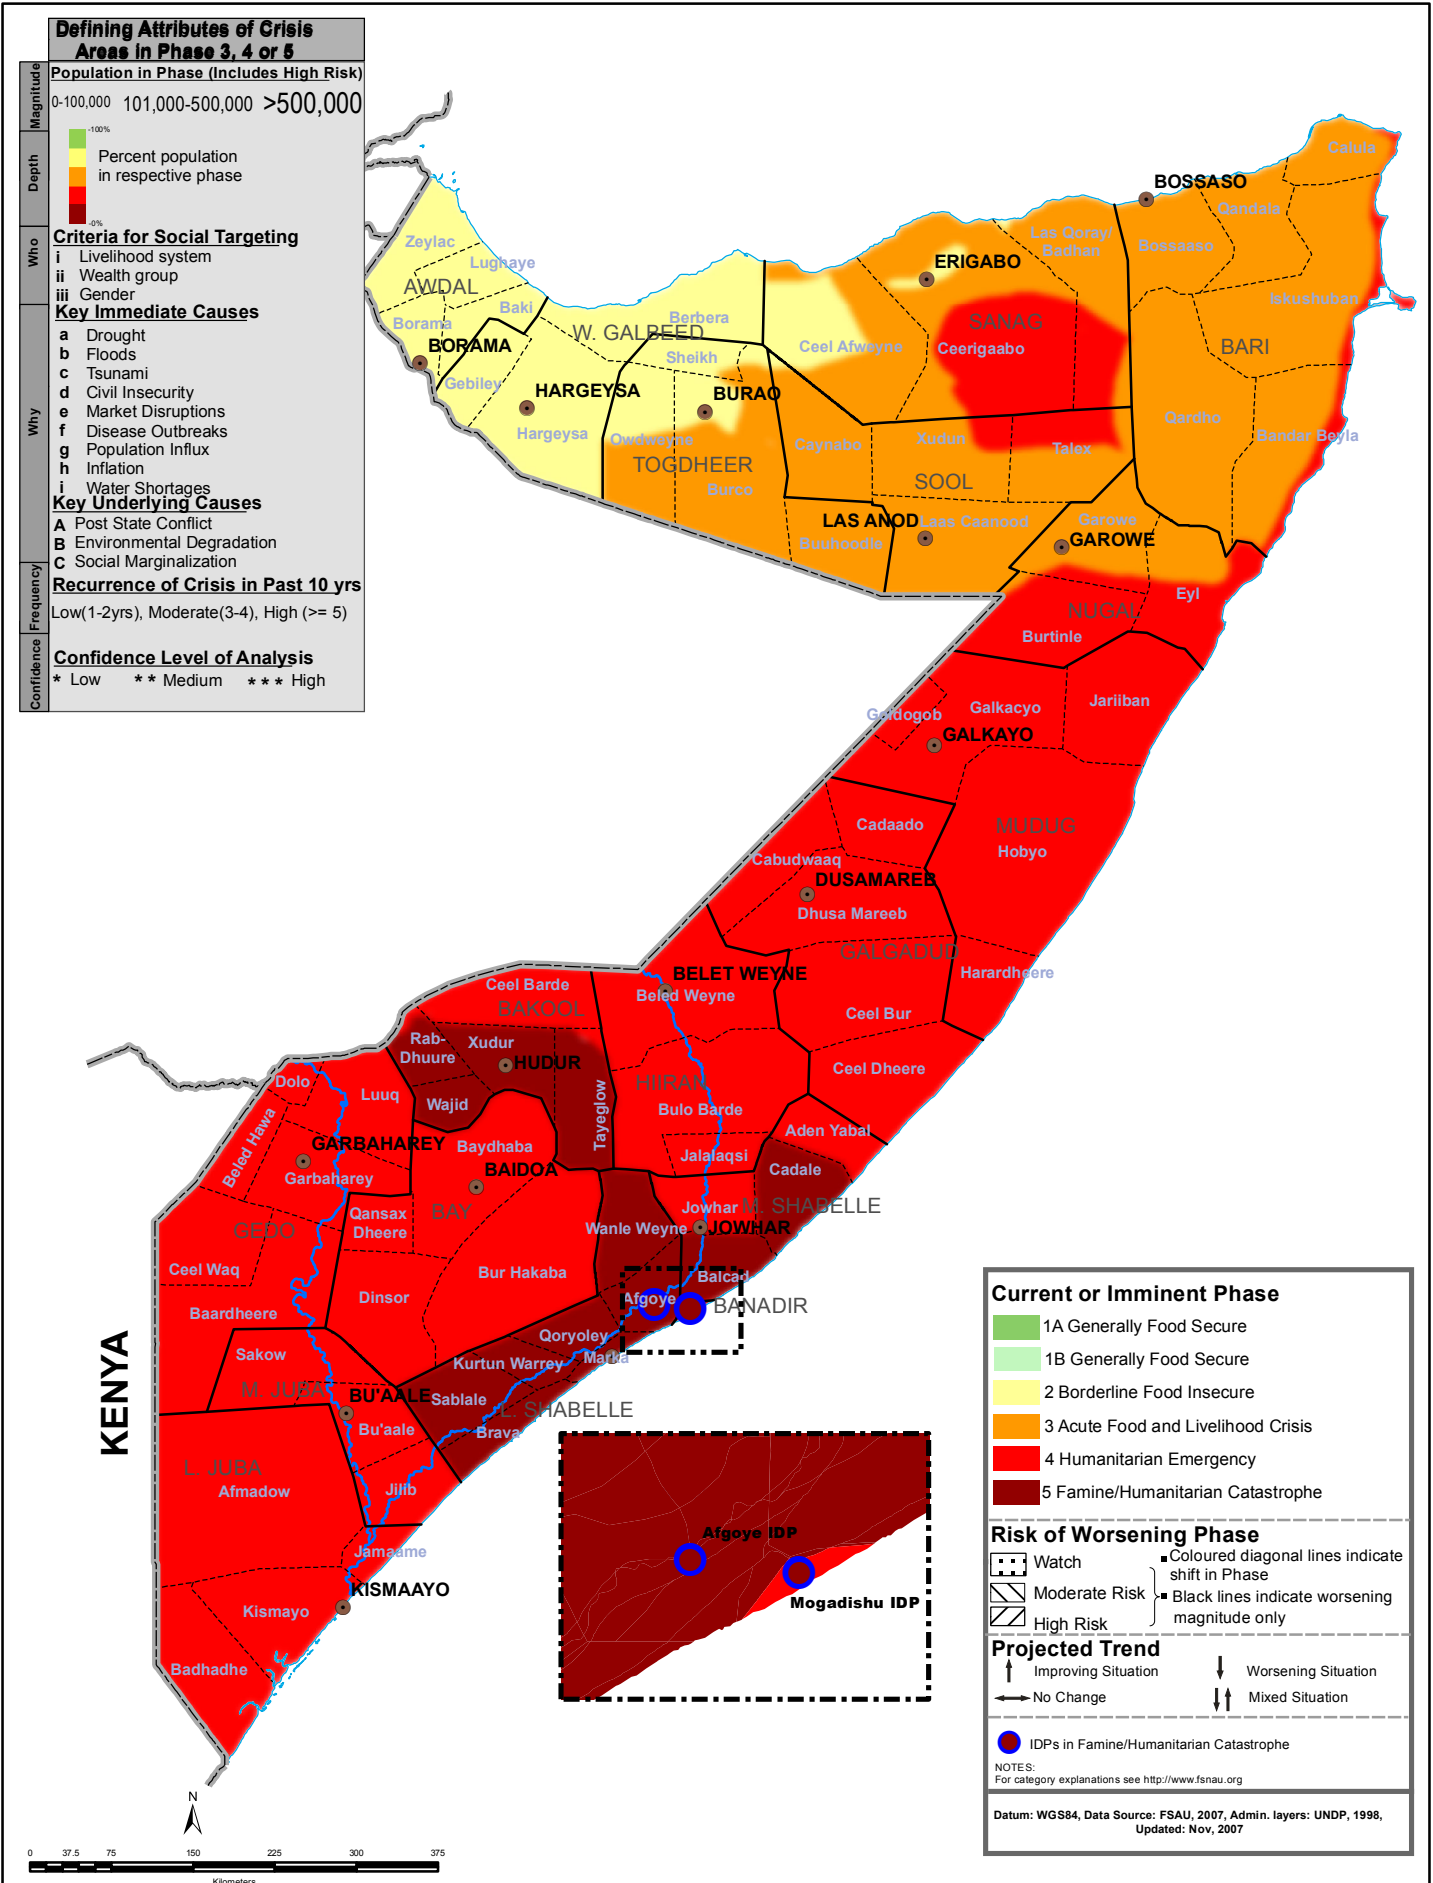 Defining Attributes of Crisis
Areas in Phase 3, 4 or 5
Magnitude
Population in Phase (Includes High Risk)
0-100,000 101,000-500,000 >500,000
Depth
-100%
Percent population
in respective phase
-0%
Who
Criteria for Social Targeting
i Livelihood system
ii Wealth group
iii Gender
Why
Key Immediate Causes
a Drought
b Floods
c Tsunami
d Civil Insecurity
e Market Disruptions
f Disease Outbreaks
g Population Influx
h Inflation
i Water Shortages
Key Underlying Causes
A Post State Conflict
B Environmental Degradation
C Social Marginalization
Frequency
Recurrence of Crisis in Past 10 yrs
Low(1-2yrs), Moderate(3-4), High (>= 5)
Confidence
Confidence Level of Analysis
* Low ** Medium *** High
Calula
BOSSASO
Qandala
Zeylac
Las Qoray/
Badhan
Bossaaso
Lughaye
ERIGABO
AWDAL
Iskushuban
Baki
Borama
Berbera
SANAG
W. GALBEED
BORAMA
Ceel Afweyne
Ceerigaabo
BARI
Sheikh
Gebiley
HARGEYSA
BURAO
Qardho
Hargeysa
Owdweyne
Caynabo
Xudun
Talex
Bandar Beyla
TOGDHEER
SOOL
Burco
LAS ANOD
Laas Caanood
Garowe
Buuhoodle
GAROWE
Eyl
NUGAL
Burtinle
Jariiban
Galkacyo
Goldogob
GALKAYO
Cadaado
MUDUG
Hobyo
Cabudwaaq
DUSAMAREB
Dhusa Mareeb
GALGADUD
Harardheere
BELET WEYNE
Beled Weyne
Ceel Barde
BAKOOL
Ceel Bur
Rab-
Dhuure
Xudur
HUDUR
Ceel Dheere
Dolo
HIIRAN
Luuq
Wajid
Bulo Barde
Tayeglow
Aden Yabal
Beled Hawa
GARBAHAREY
Baydhaba
Jalalaqsi
BAIDOA
Cadale
Garbaharey
Qansax
Dheere
BAY
Jowhar
M. SHABELLE
GEDO
Wanle Weyne
JOWHAR
Ceel Waq
Bur Hakaba
Balcad
Dinsor
Afgoye
BANADIR
Baardheere
Qoryoley
Sakow
Kurtun Warrey
Marka
M. JUBA
BU'AALE
Sablale
L. SHABELLE
Bu'aale
Brava
KENYA
L. JUBA
Afmadow
Jilib
Jamaame
KISMAAYO
Kismayo
Badhadhe
Afgoye IDP
Mogadishu IDP
Current or Imminent Phase
1A Generally Food Secure
1B Generally Food Secure
2 Borderline Food Insecure
3 Acute Food and Livelihood Crisis
4 Humanitarian Emergency
5 Famine/Humanitarian Catastrophe
Risk of Worsening Phase
Watch
Moderate Risk
High Risk
▪Coloured diagonal lines indicate
shift in Phase
▪ Black lines indicate worsening
magnitude only
Projected Trend
Improving Situation
Worsening Situation
No Change
Mixed Situation
IDPs in Famine/Humanitarian Catastrophe
NOTES:
For category explanations see http://www.fsnau.org
Datum: WGS84, Data Source: FSAU, 2007, Admin. layers: UNDP, 1998,
Updated: Nov, 2007
N
0 37.5 75 150 225 300 375
Kilometers